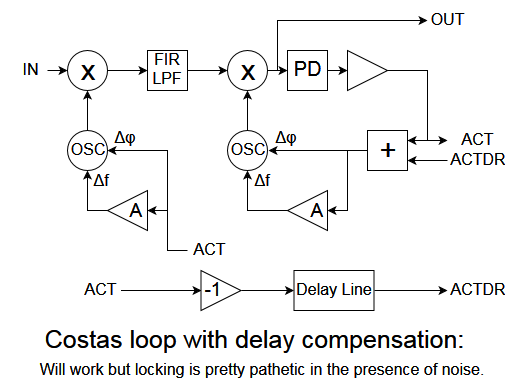 OUT
IN
X
FIR
LPF
X
PD
OSC
Δφ
OSC
Δφ
+
ACT
ACTDR
Δf
Δf
A
A
ACT
ACT
-1
Delay Line
ACTDR
Costas loop with delay compensation:
Will work but locking is pretty pathetic in the presence of noise.